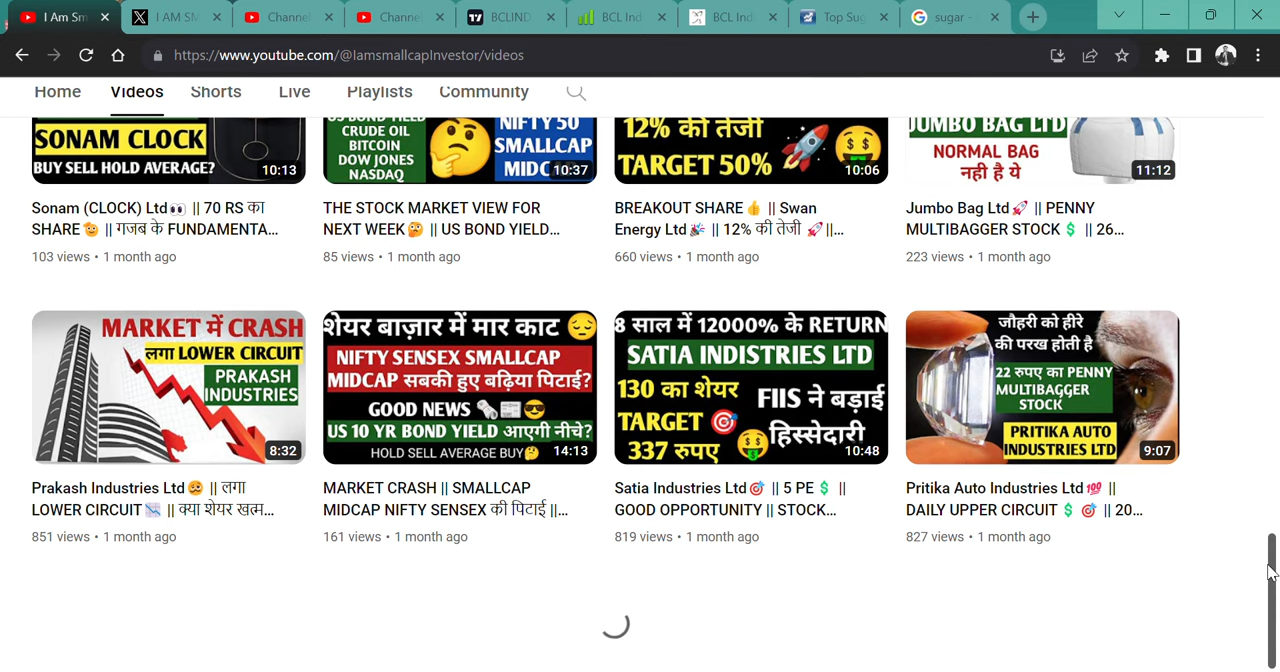 I Am Sm
I AM SM
Channel
Channel
BCLIND
BCL Ind
BCL Ind
Top Sug
sugar -
https://www.youtube.com/@IamsmallcapInvestor/videos
Home Videos Shorts Live Playlists Community
SONAM CLOCK
BUY SELL HOLD AVERAGE?
10:13
US BOND YIELD
CRUDE OIL
BITCOIN
DOW JONES
NASDAQ
NIFTY 50
SMALLCAP
MIDC
10:37
12% की तेजी
TARGET 50%
10:06
JUMBO BAG LTD
NORMAL BAG
नही है ये
11:12
Sonam (CLOCK) Ltd👀 || 70 RS का
SHARE🫡 || गजब के FUNDAMENTA...
103 views • 1 month ago
THE STOCK MARKET VIEW FOR
NEXT WEEK🤔 || US BOND YIELD...
85 views • 1 month ago
BREAKOUT SHARE👍 || Swan
Energy Ltd🎉 || 12% की तेजी 🚀||...
660 views • 1 month ago
Jumbo Bag Ltd🚀 || PENNY
MULTIBAGGER STOCK 💲 || 26...
223 views • 1 month ago
MARKET में CRASH
लगा LOWER CIRCUIT
PRAKASH
INDUSTRIES
8:32
शेयर बाज़ार में मार काट 😔
NIFTY SENSEX SMALLCAP
MIDCAP सबकी हुए बढ़िया पिटाई?
GOOD NEWS 🗞️📰😎
US 10 YR BOND YIELD आएगी नीचे?
HOLD SELL AVERAGE BUY🤔
14:13
8 साल में 12000% के RETURN
SATIA INDISTRIES LTD
130 का शेयर
TARGET 🎯
337 रुपए
FIIS ने बढ़ाई
हिस्सेदारी
10:48
जौहरी को हीरे
की परख होती है
22 रुपए का PENNY
MULTIBAGGER
STOCK
PRITIKA AUTO
INDUSTRIES LTD
9:07
Prakash Industries Ltd🥺 || लगा
LOWER CIRCUIT📉 || क्या शेयर खत्म...
851 views • 1 month ago
MARKET CRASH || SMALLCAP
MIDCAP NIFTY SENSEX की पिटाई ||...
161 views • 1 month ago
Satia Industries Ltd🎯 || 5 PE💲 ||
GOOD OPPORTUNITY || STOCK...
819 views • 1 month ago
Pritika Auto Industries Ltd💯 ||
DAILY UPPER CIRCUIT 💲 🎯 || 20...
827 views • 1 month ago